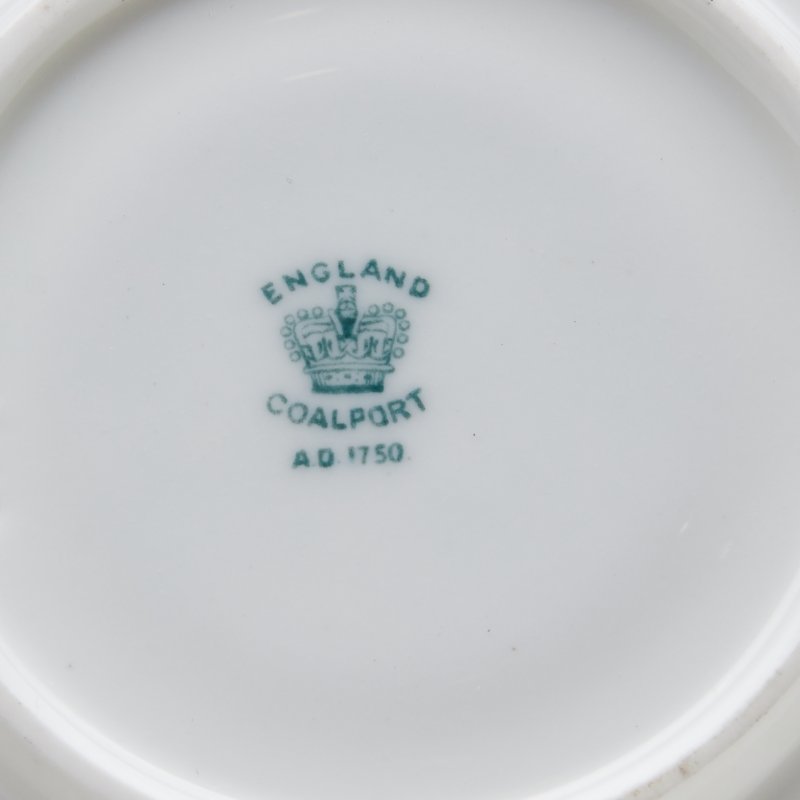 ENGLAND
COALPORT
A.D. 1750.